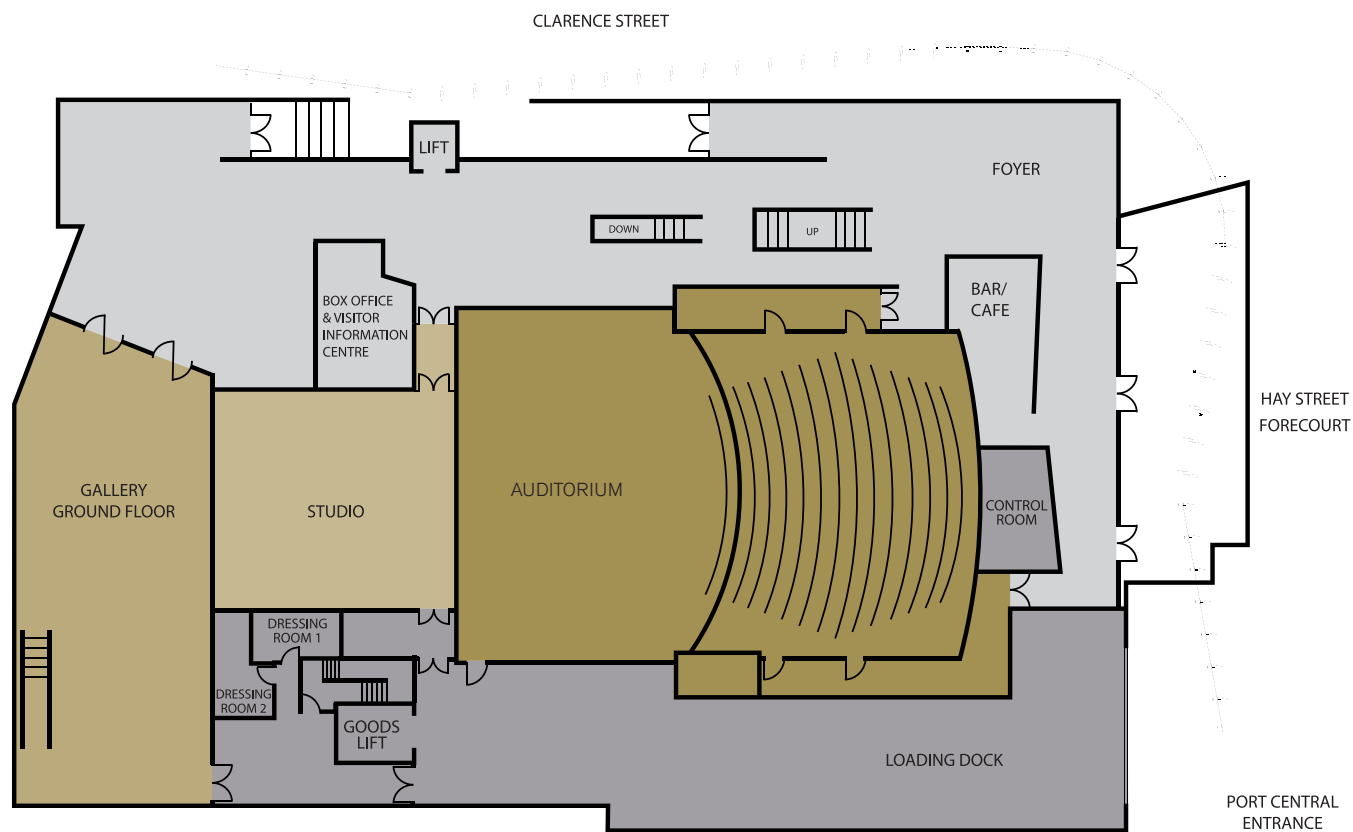 CLARENCE STREET
LIFT
FOYER
DOWN
UP
BOX OFFICE
& VISITOR
INFORMATION
CENTRE
BAR/
CAFE
HAY STREET
FORECOURT
GALLERY
GROUND FLOOR
STUDIO
AUDITORIUM
CONTROL
ROOM
DRESSING
ROOM 1
DRESSING
ROOM 2
GOODS
LIFT
LOADING DOCK
PORT CENTRAL
ENTRANCE